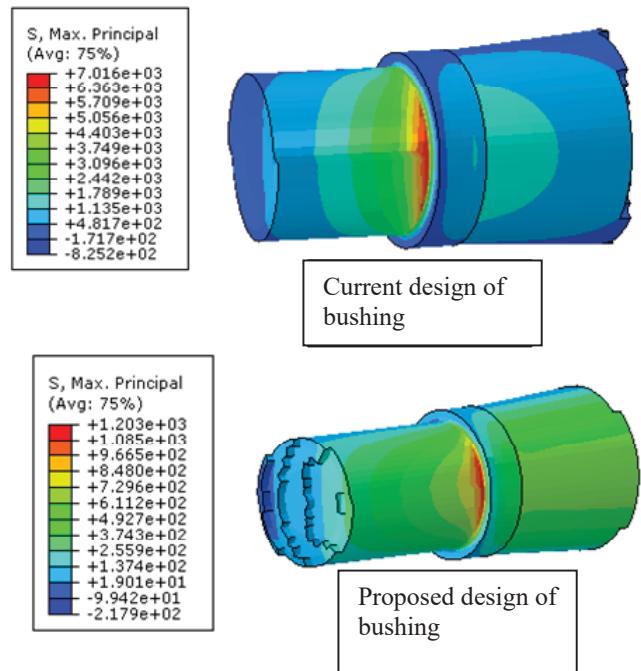 S, Max. Principal
(Avg: 75%)
+7.016e+03
+6.363e+03
+5.709e+03
+5.056e+03
+4.403e+03
+3.749e+03
+3.096e+03
+2.442e+03
+1.789e+03
+1.135e+03
+4.817e+02
-1.717e+02
-8.252e+02
Current design of
bushing
S, Max. Principal
(Avg: 75%)
+1.203e+03
+1.085e+03
+9.665e+02
+8.480e+02
+7.296e+02
+6.112e+02
+4.927e+02
+3.743e+02
+2.559e+02
+1.374e+02
+1.901e+01
-9.942e+01
-2.179e+02
Proposed design of
bushing